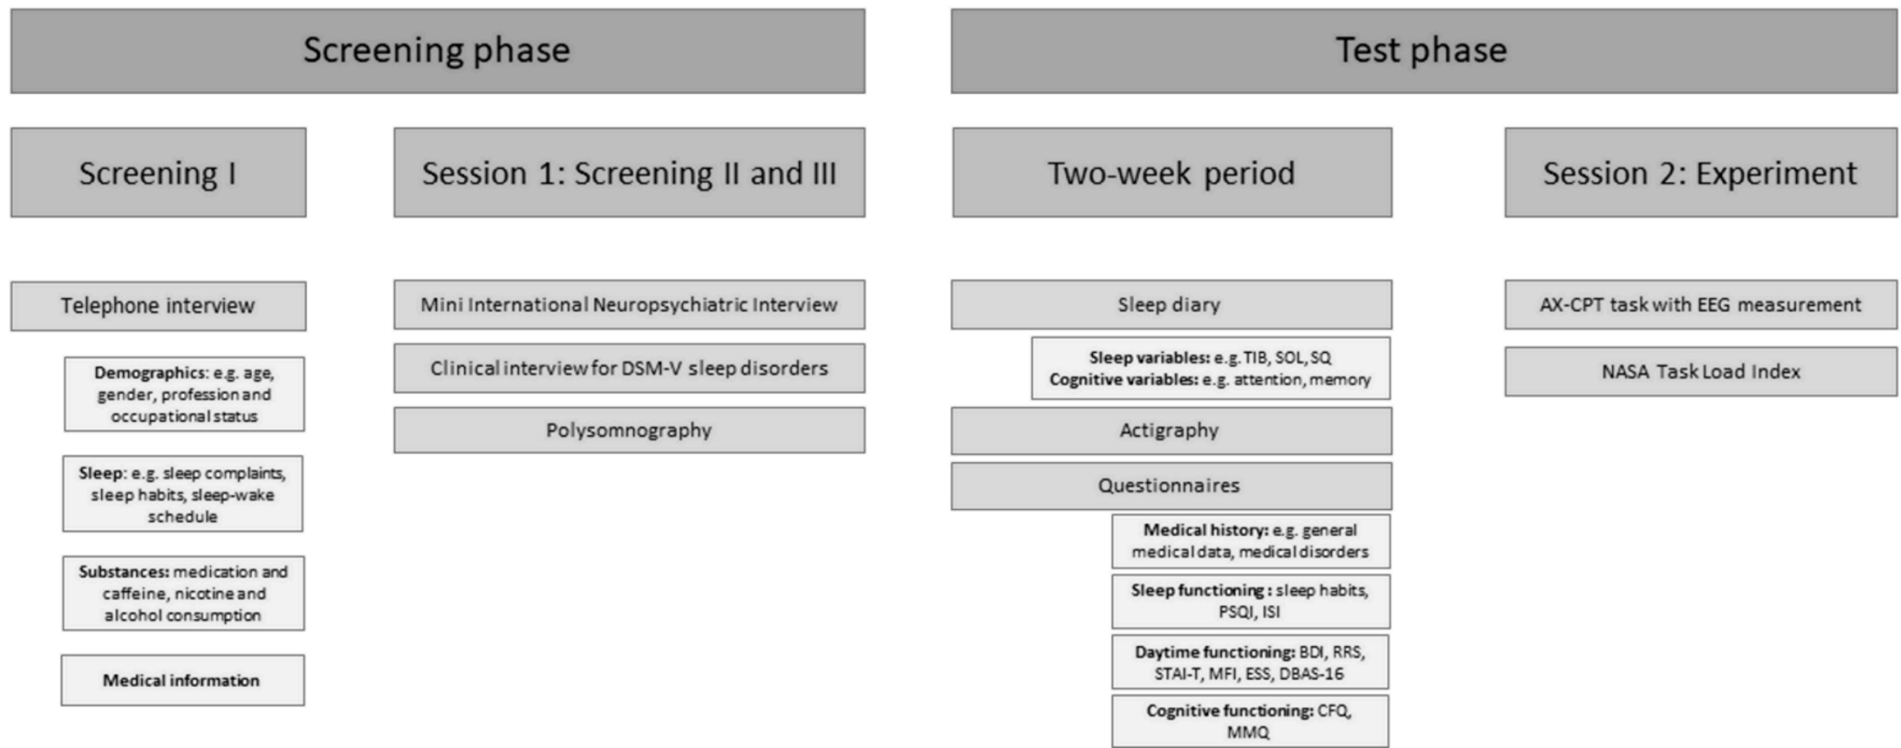 Screening phase
Test phase
Screening I
Session 1: Screening II and III
Two-week period
Session 2: Experiment
Telephone interview
Demographics: e.g. age,
gender, profession and
occupational status
Sleep: e.g. sleep complaints,
sleep habits, sleep-wake
schedule
Substances: medication and
caffeine, nicotine and
alcohol consumption
Medical information
Mini International Neuropsychiatric Interview
Clinical interview for DSM-V sleep disorders
Polysomnography
Sleep diary
Sleep variables: e.g. TIB, SOL, SQ
Cognitive variables: e.g. attention, memory
Actigraphy
Questionnaires
Medical history: e.g. general
medical data, medical disorders
Sleep functioning : sleep habits,
PSQI, ISI
Daytime functioning: BDI, RRS,
STAI-T, MFI, ESS, DBAS-16
Cognitive functioning: CFQ,
MMQ
AX-CPT task with EEG measurement
NASA Task Load Index